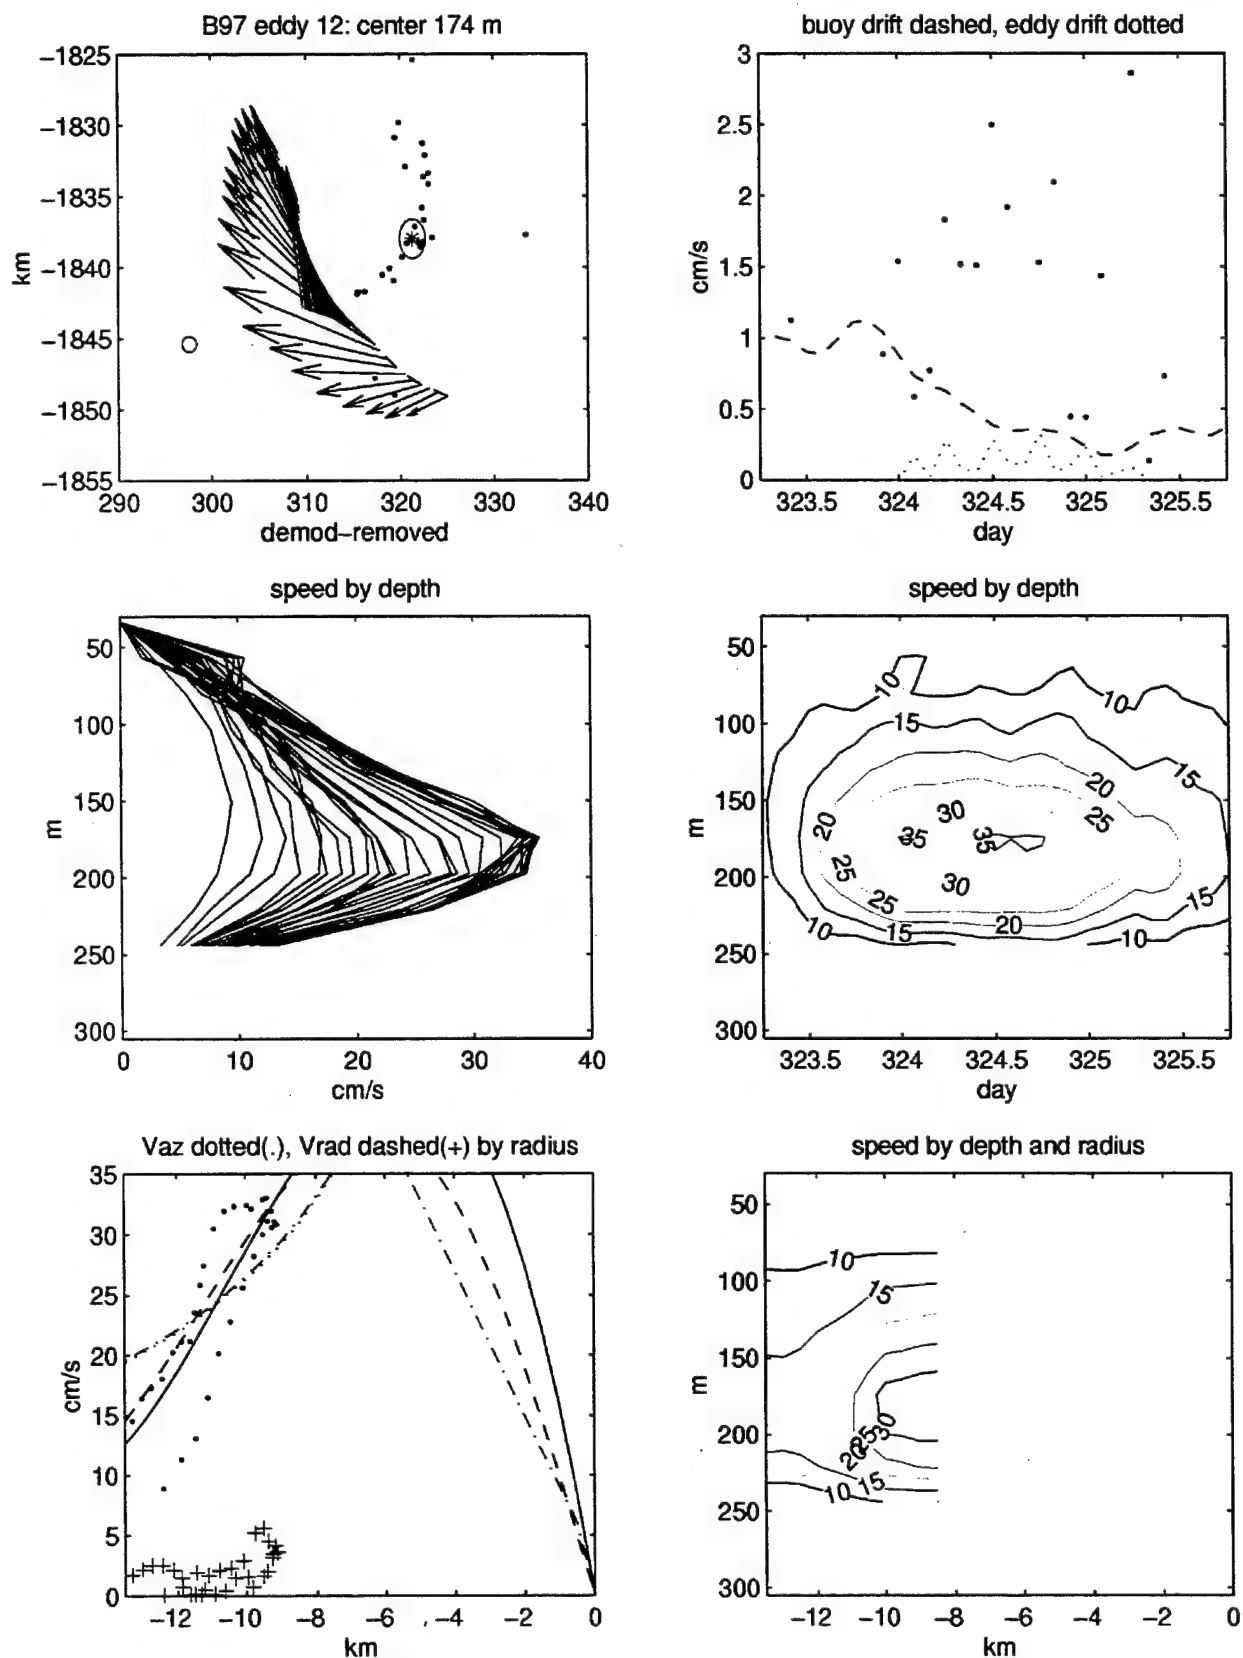 B97 eddy 12: center 174 m
−1825
−1830
−1835
−1840
−1845
−1850
−1855
km
290 300 310 320 330 340
demod−removed
buoy drift dashed, eddy drift dotted
3
2.5
2
1.5
1
0.5
0
cm/s
323.5 324 324.5 325 325.5
day
speed by depth
50
100
150
200
250
300
m
0 10 20 30 40
cm/s
speed by depth
50
100
150
200
250
300
m
10 10
15 15
20 20
25 25
30
35 35
30
25
20
15 15
10 10
323.5 324 324.5 325 325.5
day
Vaz dotted(.), Vrad dashed(+) by radius
35
30
25
20
15
10
5
0
cm/s
−12 −10 −8 −6 −4 −2 0
km
speed by depth and radius
50
100
150
200
250
300
m
10
15
20 25 30
10 15
−12 −10 −8 −6 −4 −2 0
km